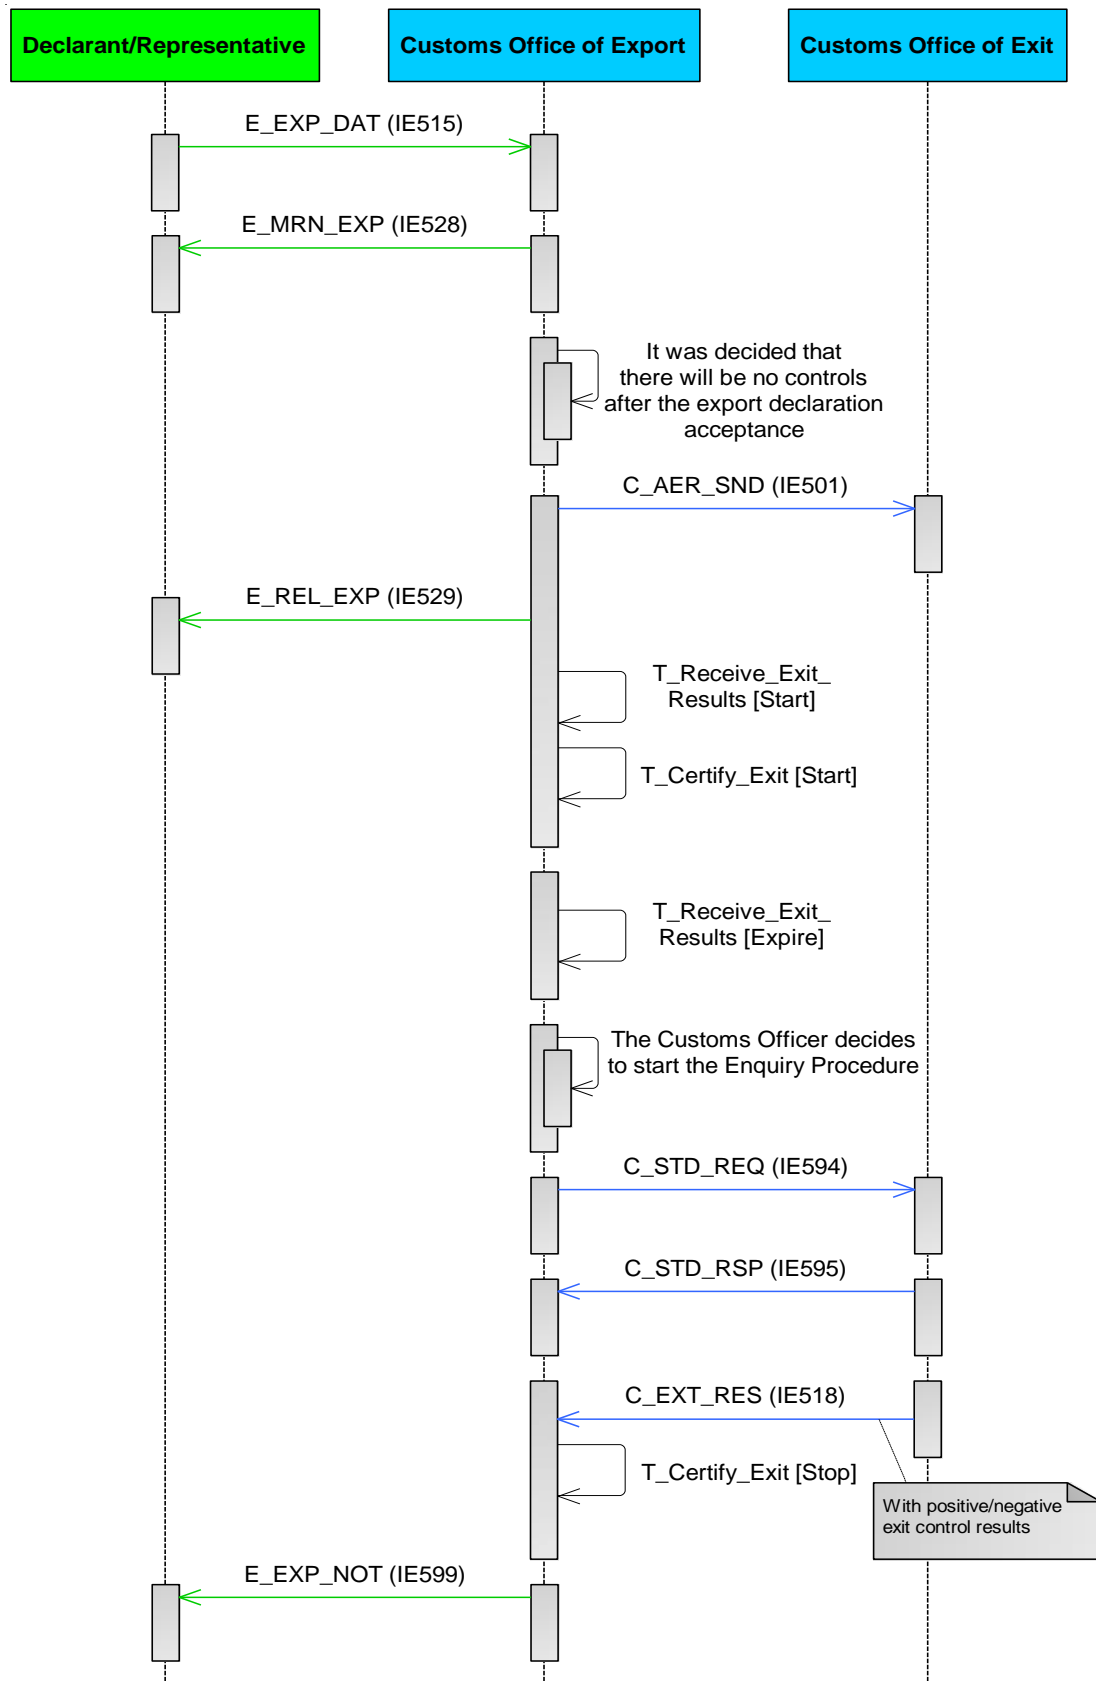 Declarant/Representative
Customs Office of Export
Customs Office of Exit
E_EXP_DAT (IE515)
E_MRN_EXP (IE528)
It was decided that
there will be no controls
after the export declaration
acceptance
C_AER_SND (IE501)
E_REL_EXP (IE529)
T_Receive_Exit_
Results [Start]
T_Certify_Exit [Start]
T_Receive_Exit_
Results [Expire]
The Customs Officer decides
to start the Enquiry Procedure
C_STD_REQ (IE594)
C_STD_RSP (IE595)
C_EXT_RES (IE518)
T_Certify_Exit [Stop]
With positive/negative
exit control results
E_EXP_NOT (IE599)